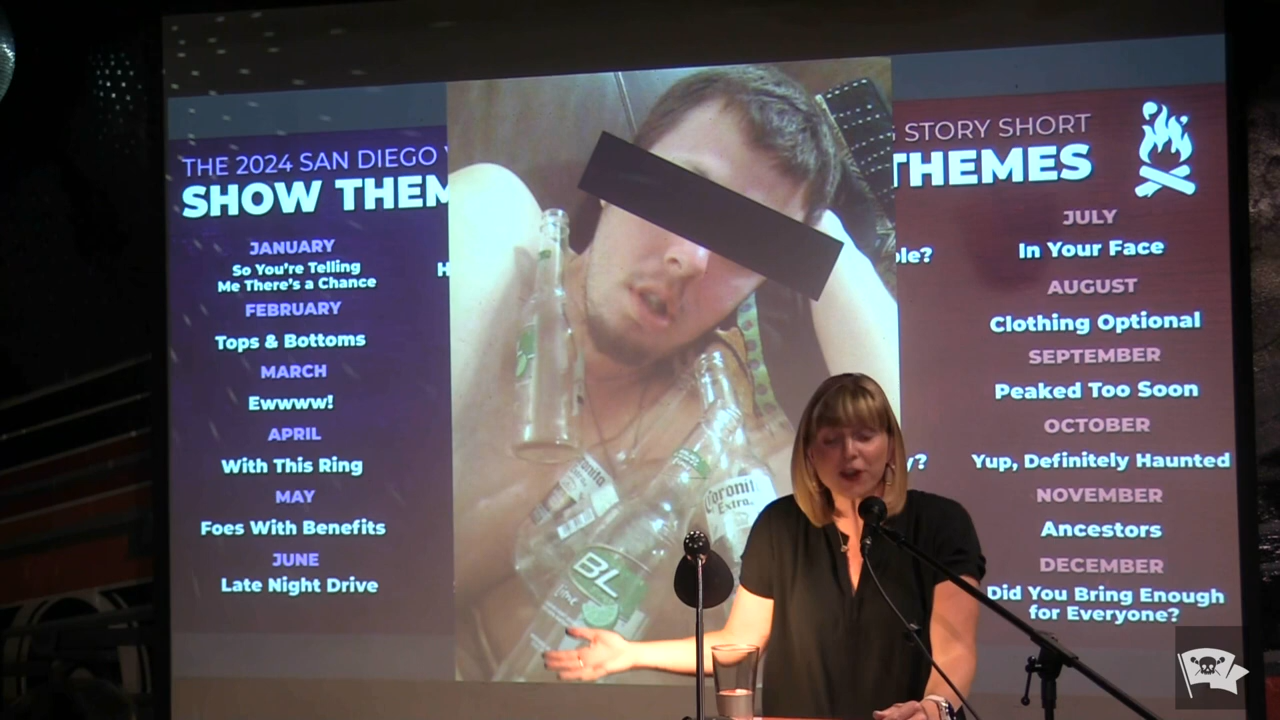 THE 2024 SAN DIEGO
SHOW THEM
JANUARY
So You're Telling
Me There's a Chance
FEBRUARY
Tops & Bottoms
MARCH
Ewwww!
APRIL
With This Ring
MAY
Foes With Benefits
JUNE
Late Night Drive
Coronita
Extra
BL
Lime
STORY SHORT
THEMES
JULY
In Your Face
AUGUST
Clothing Optional
SEPTEMBER
Peaked Too Soon
OCTOBER
Yup, Definitely Haunted
NOVEMBER
Ancestors
DECEMBER
Did You Bring Enough
for Everyone?